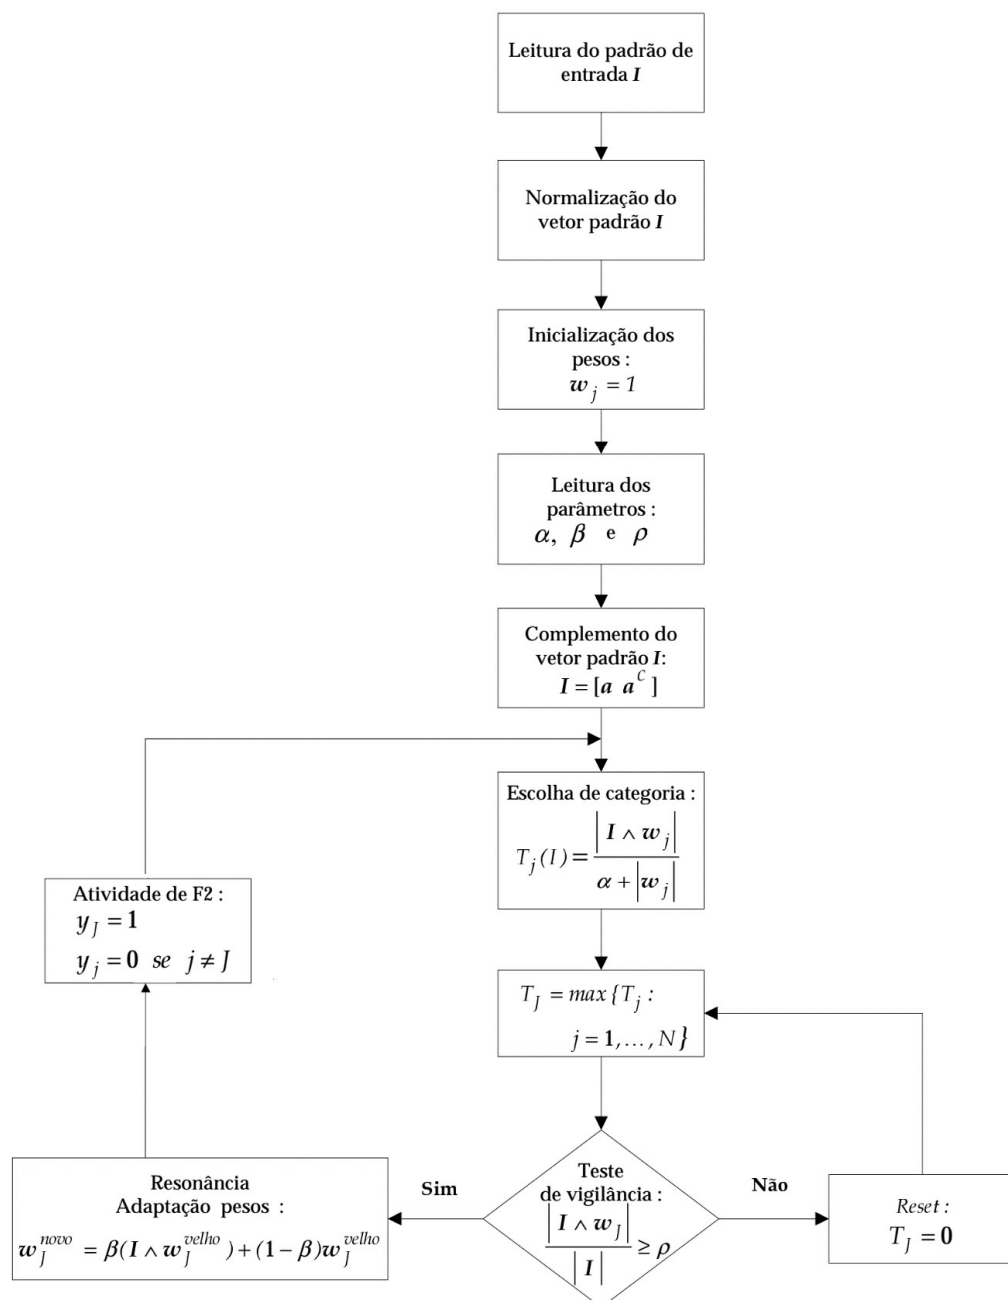 Leitura do padrão de
entrada I
Normalização do
vetor padrão I
Inicialização dos
pesos :
w_j = 1
Leitura dos
parâmetros :
α, β e ρ
Complemento do
vetor padrão I:
I = [a a^C]
Escolha de categoria :
T_j(I) = |I ∧ w_j| / (α + |w_j|)
T_J = max{T_j :
j = 1, ..., N}
Teste
de vigilância :
|I ∧ w_J| / |I| ≥ ρ
Sim
Não
Resonância
Adaptação pesos :
w_J^novo = β(I ∧ w_J^velho) + (1 − β)w_J^velho
Atividade de F2 :
y_J = 1
y_j = 0 se j ≠ J
Reset :
T_J = 0